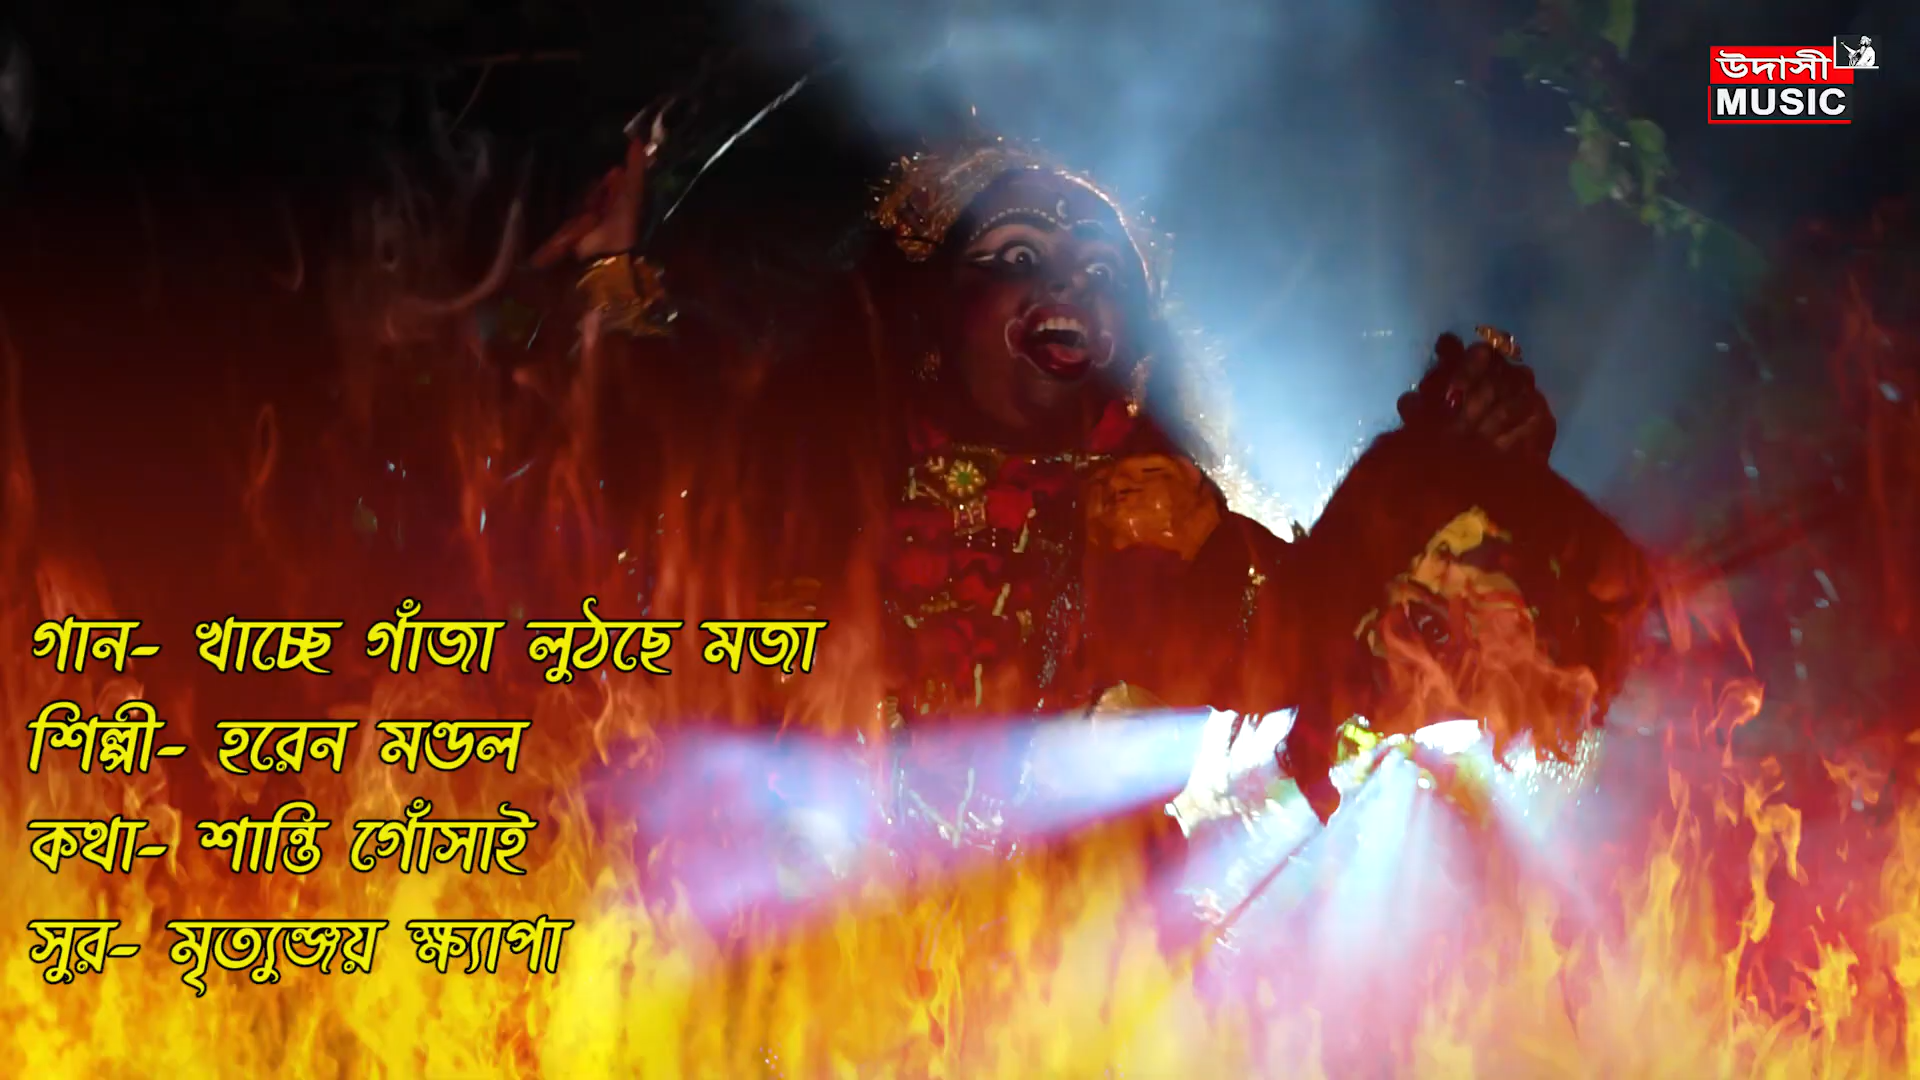 উদাসী
MUSIC
গান- খাচ্ছে গাঁজা লুঠছে মজা
শিল্পী- হরেন মণ্ডল
কথা- শান্তি গোঁসাই
সুর- মৃত্যুঞ্জয় ক্ষ্যাপা